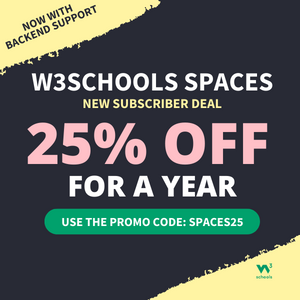 NOW WITH
BACKEND SUPPORT
W3SCHOOLS SPACES
NEW SUBSCRIBER DEAL
25% OFF
FOR A YEAR
USE THE PROMO CODE: SPACES25
w3
schools